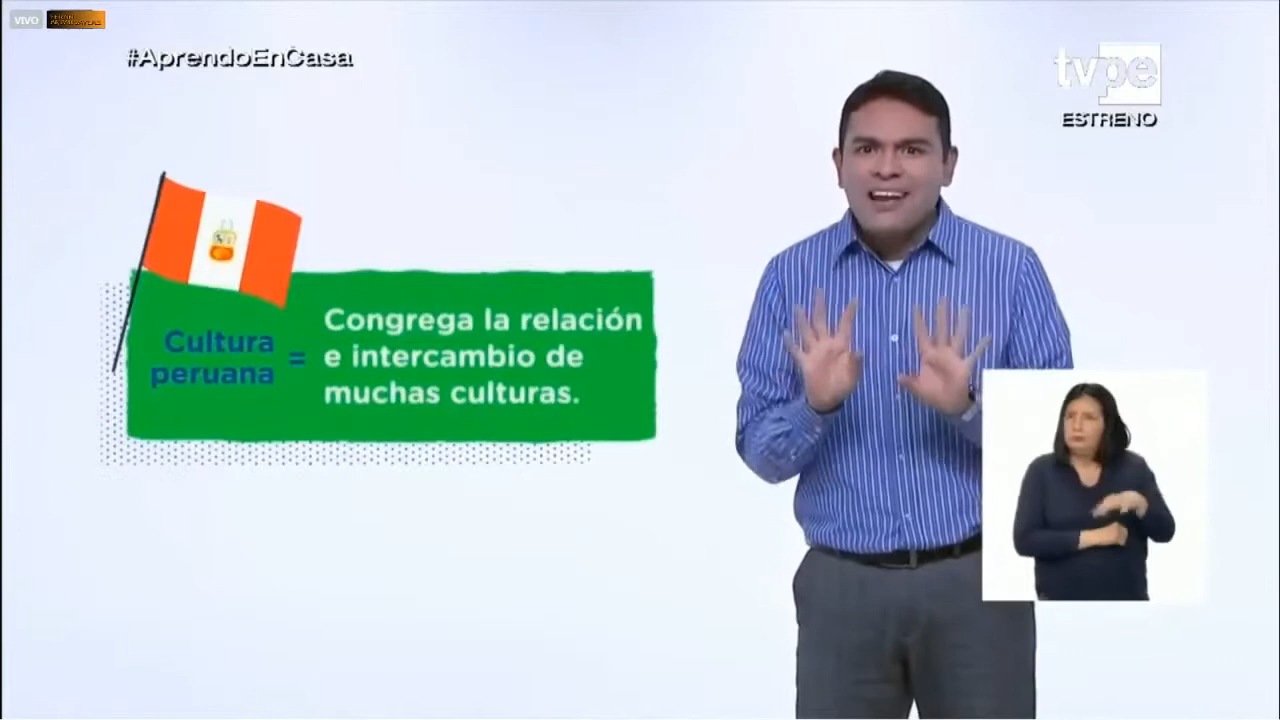 VIVO
#AprendoEnCasa
tvpe
ESTRENO
Cultura
peruana
=
Congrega la relación
e intercambio de
muchas culturas.